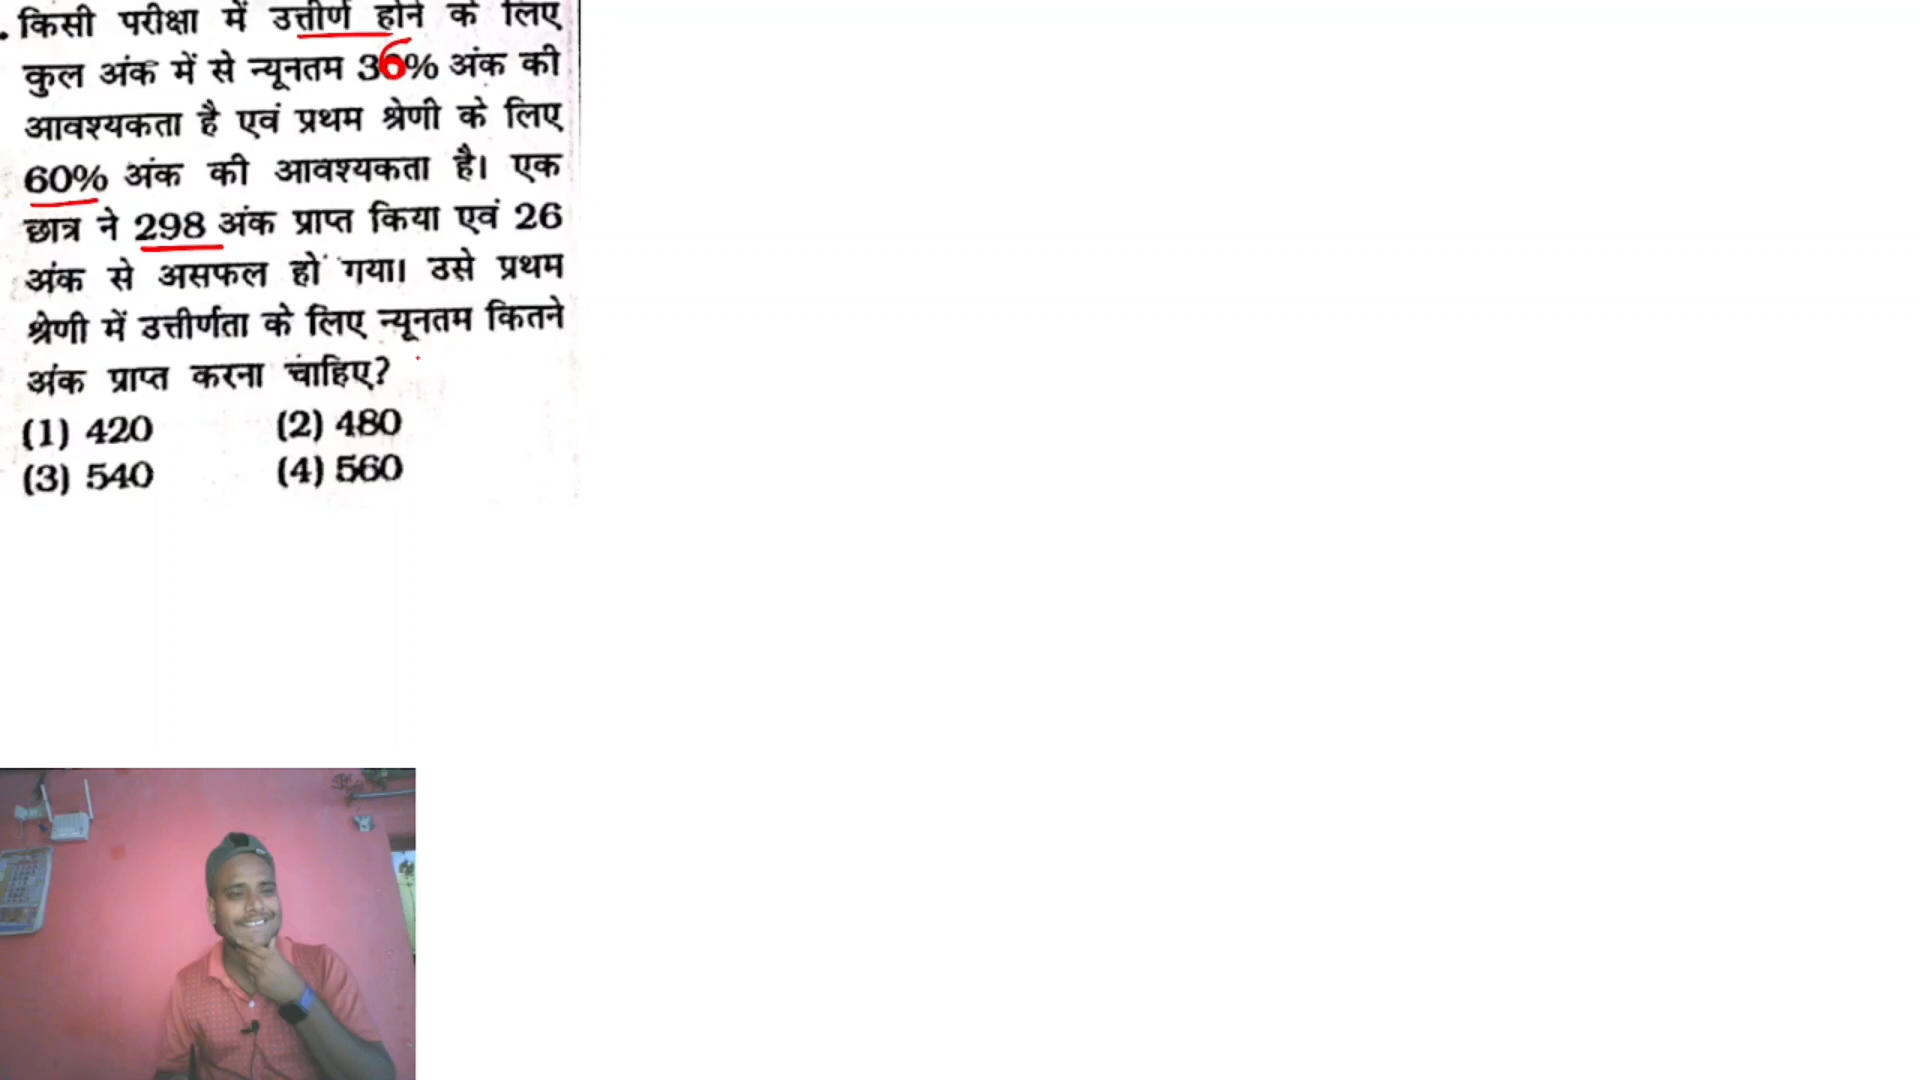 . किसी परीक्षा में उत्तीर्ण होने के लिए
कुल अंक में से न्यूनतम 36% अंक की
आवश्यकता है एवं प्रथम श्रेणी के लिए
60% अंक की आवश्यकता है। एक
छात्र ने 298 अंक प्राप्त किया एवं 26
अंक से असफल हो गया। उसे प्रथम
श्रेणी में उत्तीर्णता के लिए न्यूनतम कितने
अंक प्राप्त करना चाहिए?
(1) 420 (2) 480
(3) 540 (4) 560